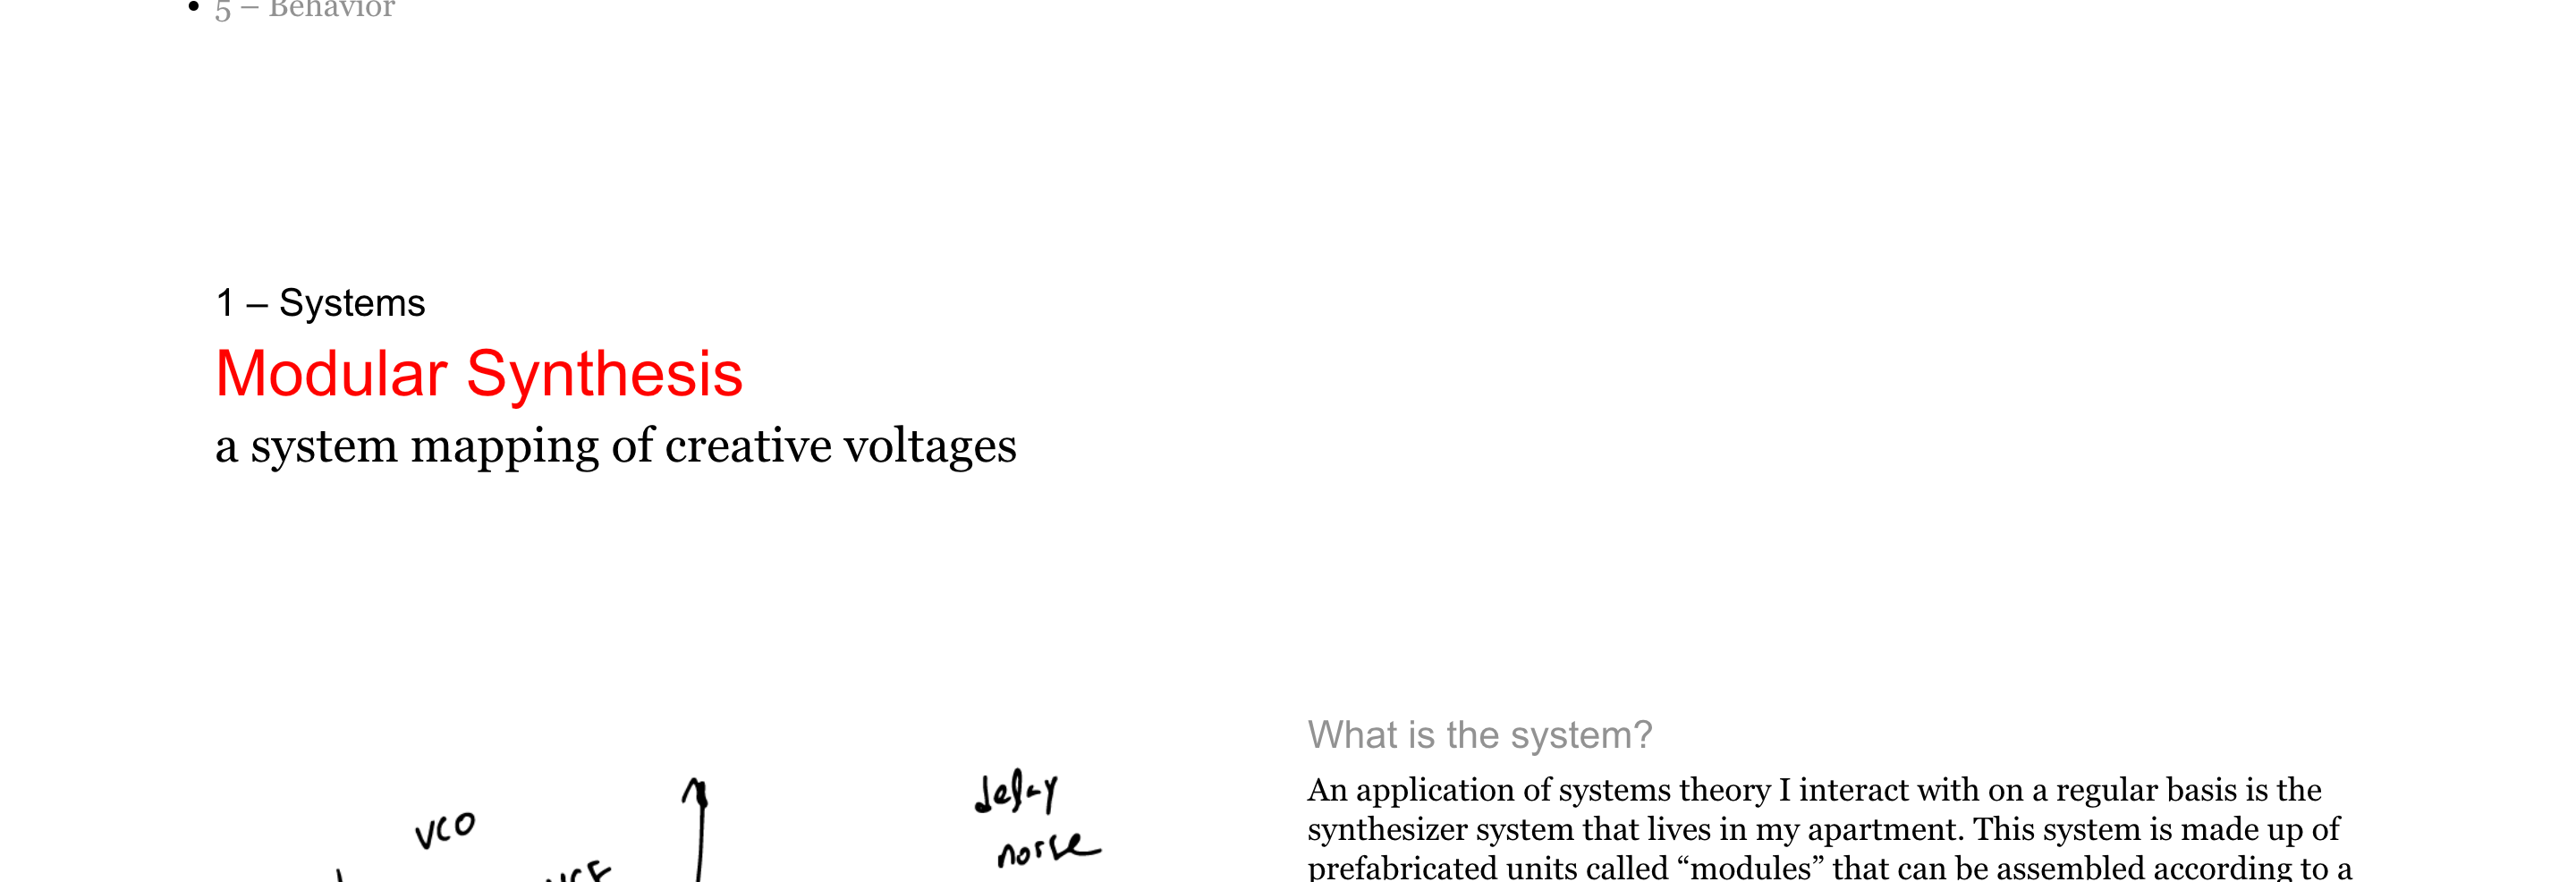 • 5 – Behavior
1 – Systems
Modular Synthesis
a system mapping of creative voltages
VCO
VCF
delay
noise
What is the system?
An application of systems theory I interact with on a regular basis is the
synthesizer system that lives in my apartment. This system is made up of
prefabricated units called “modules” that can be assembled according to a